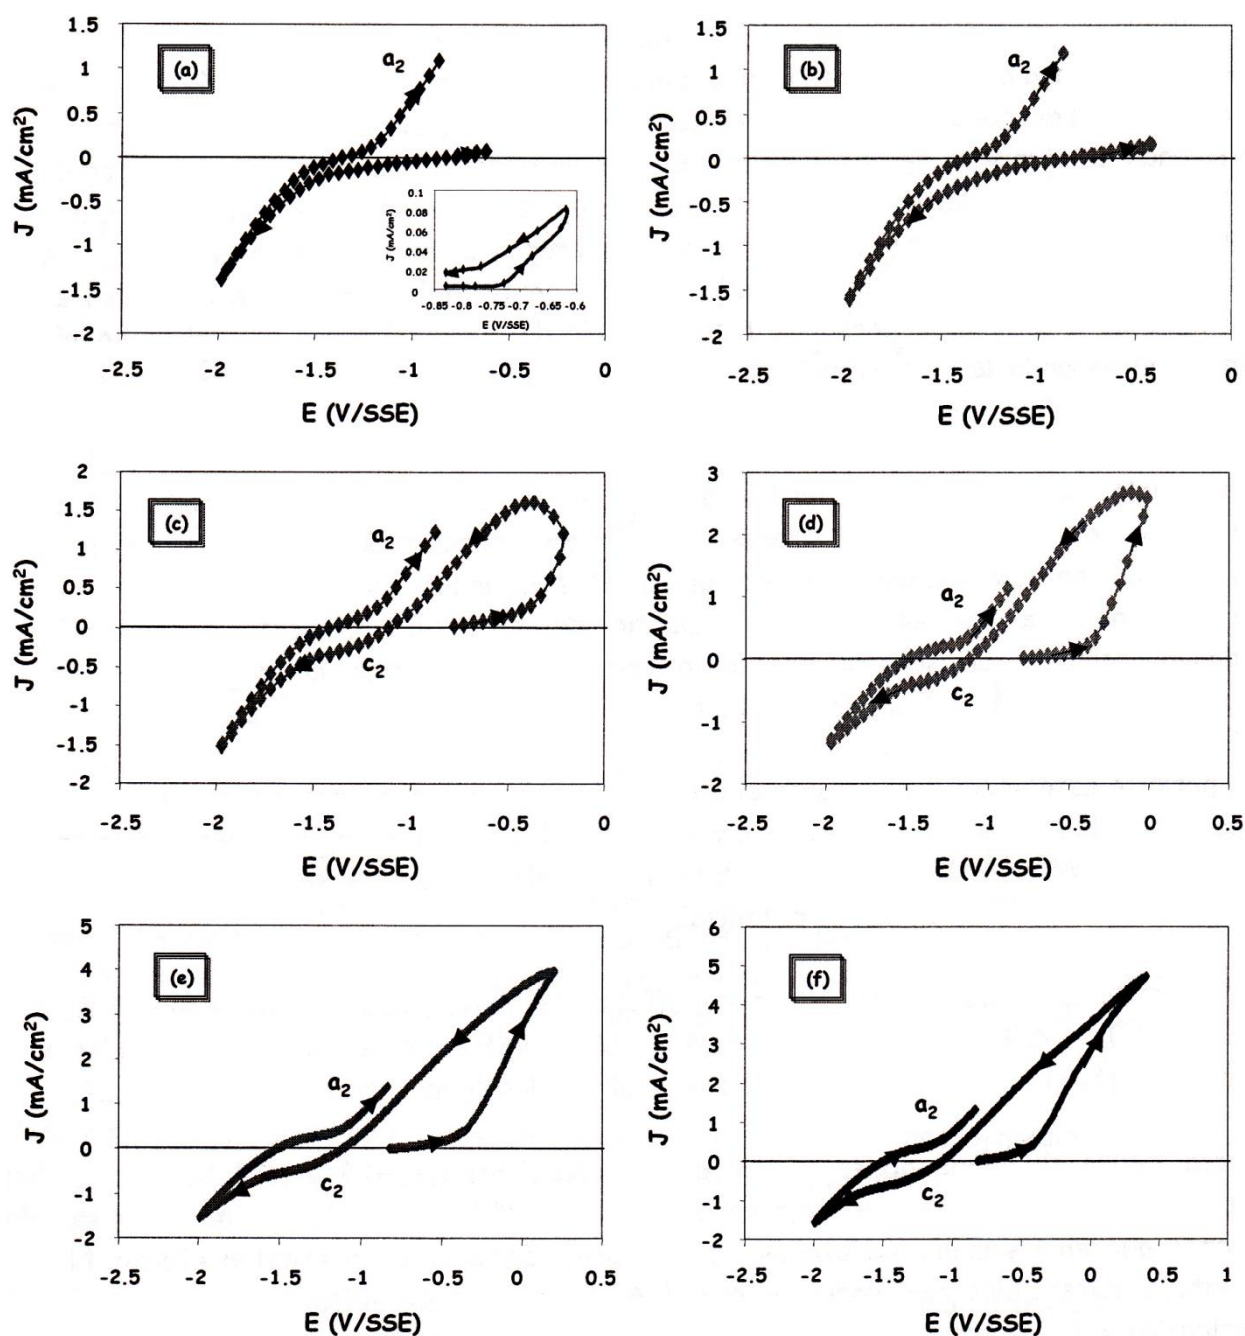 1.5
1
0.5
0
-0.5
-1
-1.5
-2
J (mA/cm²)
(a)
a₂
0.1
0.08
0.06
0.04
0.02
0
J (mA/cm²)
-0.85 -0.8 -0.75 -0.7 -0.65 -0.6
E (V/SSE)
-2.5 -2 -1.5 -1 -0.5 0
E (V/SSE)
1.5
1
0.5
0
-0.5
-1
-1.5
-2
J (mA/cm²)
(b)
a₂
-2.5 -2 -1.5 -1 -0.5 0
E (V/SSE)
2
1.5
1
0.5
0
-0.5
-1
-1.5
-2
J (mA/cm²)
(c)
a₂
c₂
-2.5 -2 -1.5 -1 -0.5 0
E (V/SSE)
3
2
1
0
-1
-2
J (mA/cm²)
(d)
a₂
c₂
-2.5 -2 -1.5 -1 -0.5 0 0.5
E (V/SSE)
5
4
3
2
1
0
-1
-2
J (mA/cm²)
(e)
a₂
c₂
-2.5 -2 -1.5 -1 -0.5 0 0.5
E (V/SSE)
6
5
4
3
2
1
0
-1
-2
J (mA/cm²)
(f)
a₂
c₂
-2.5 -2 -1.5 -1 -0.5 0 0.5 1
E (V/SSE)